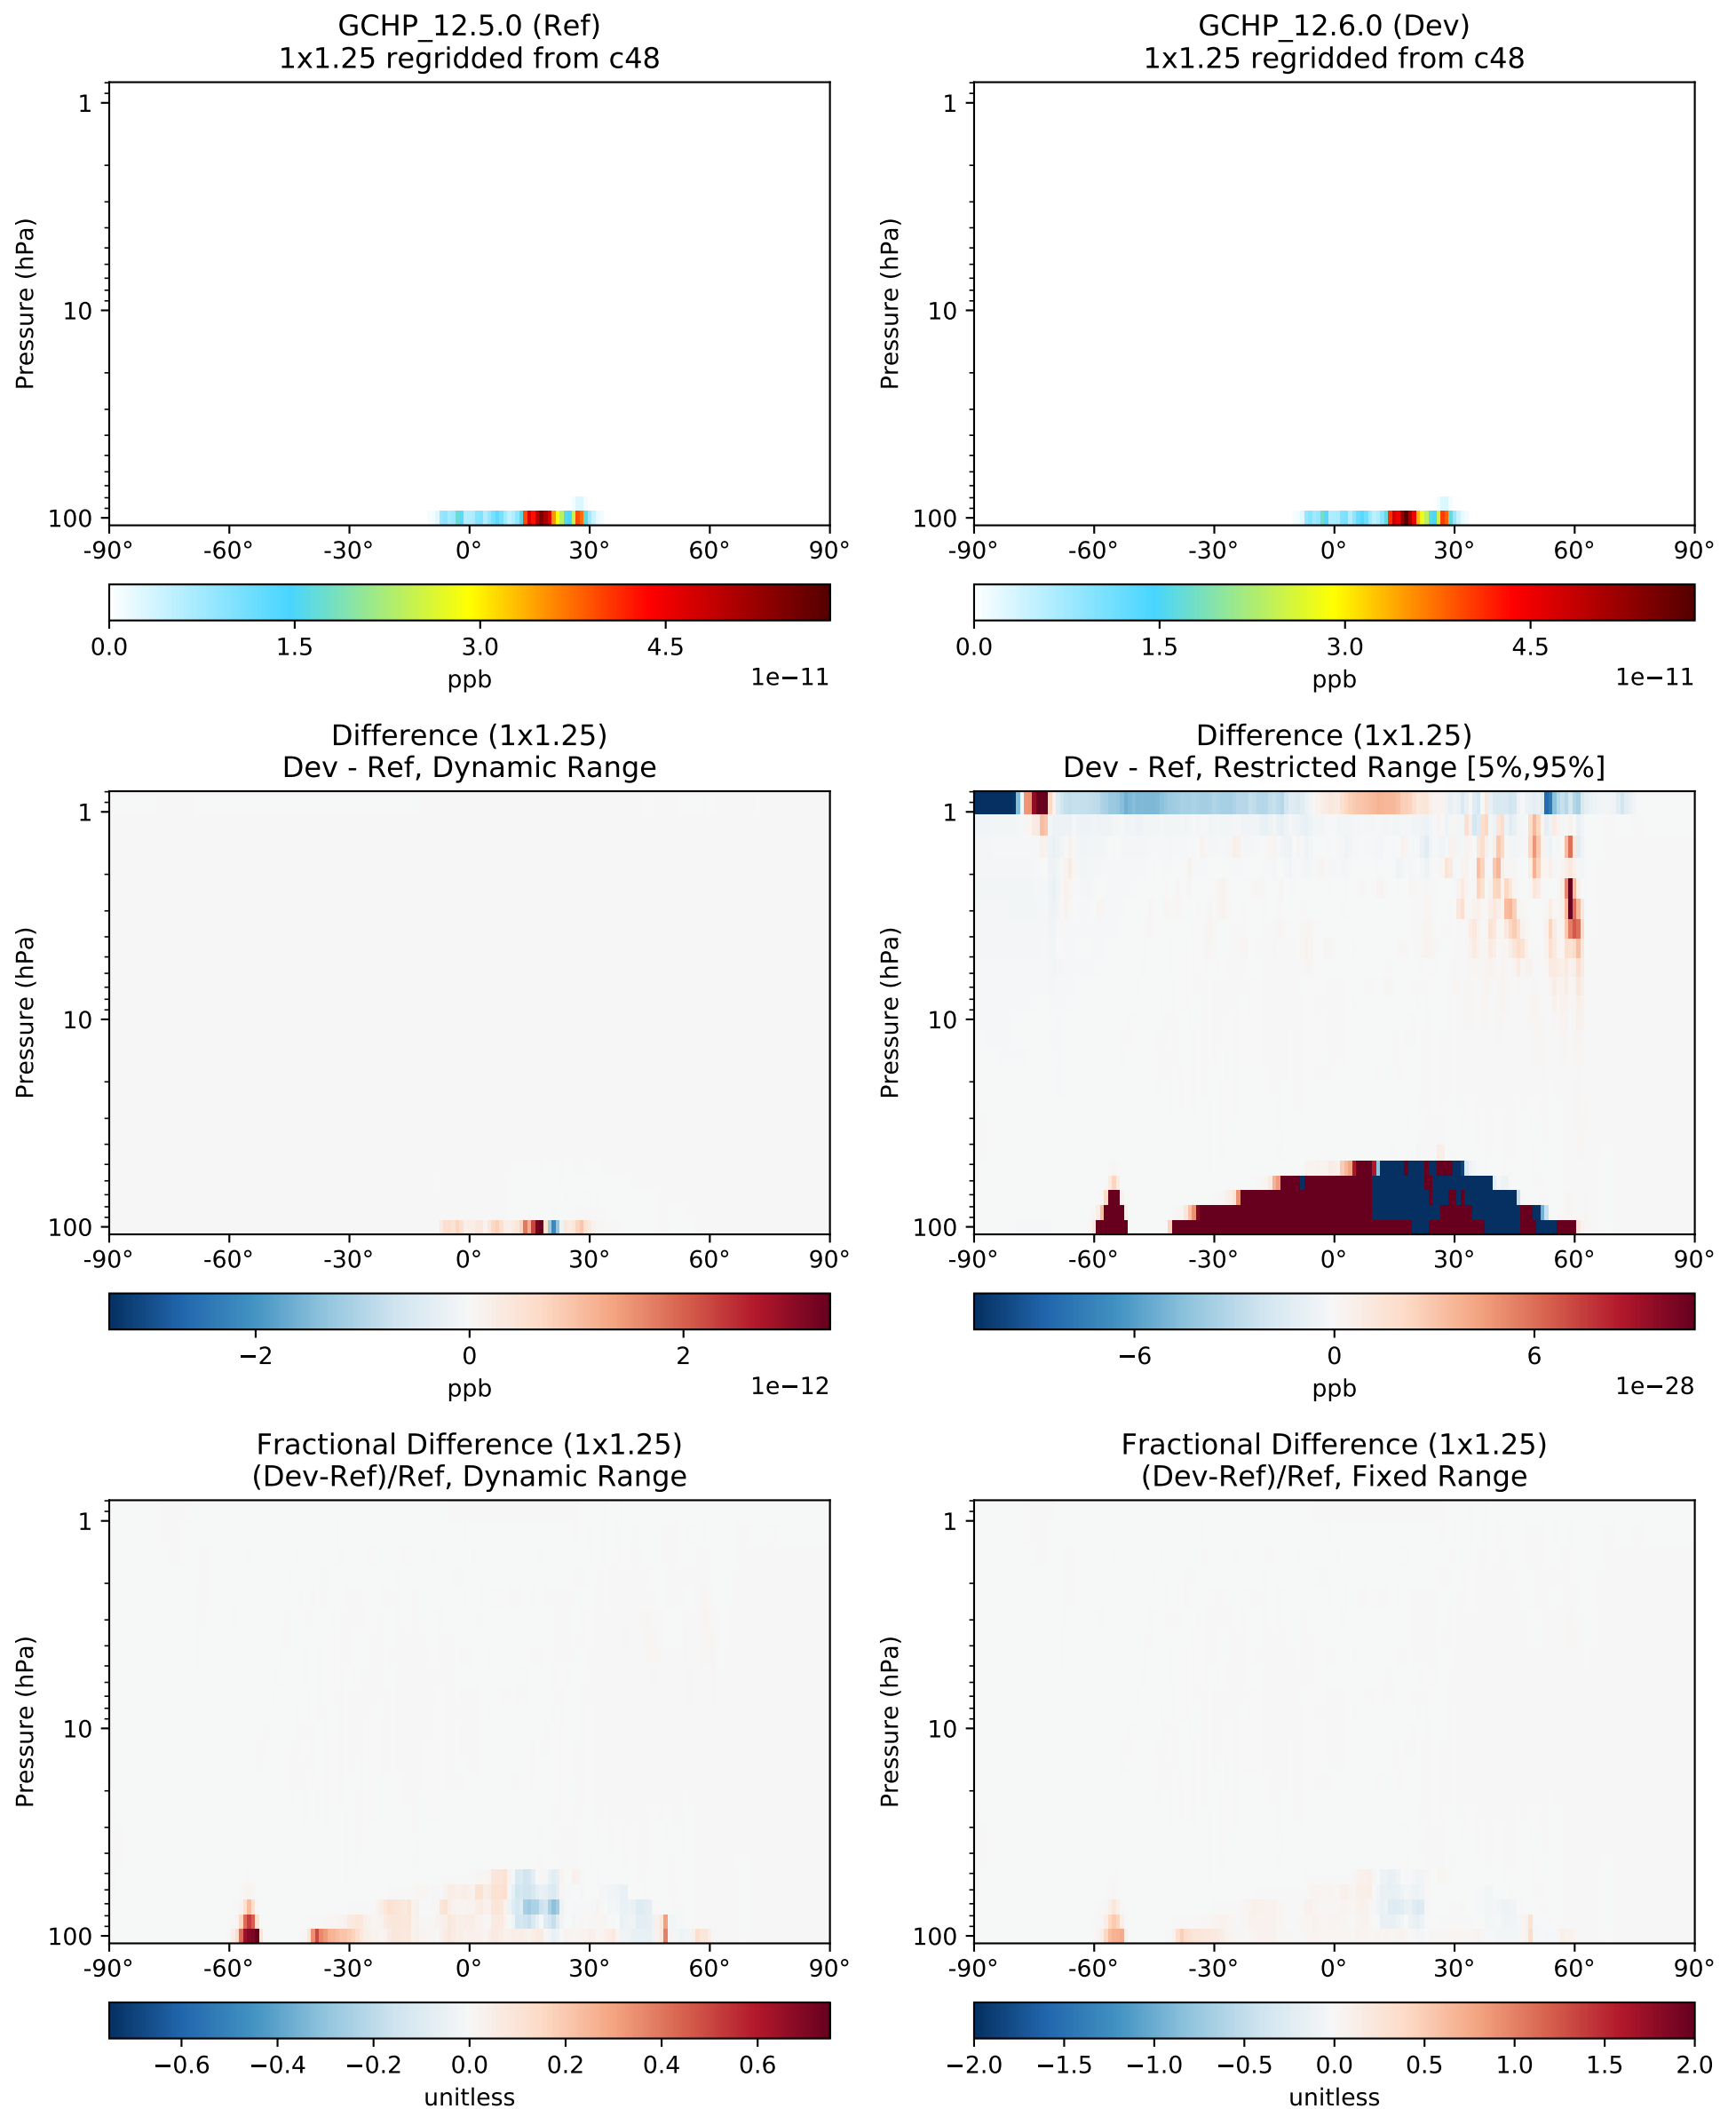 GCHP_12.5.0 (Ref)
1x1.25 regridded from c48
Pressure (hPa)
1
10
100
-90° -60° -30° 0° 30° 60° 90°
0.0 1.5 3.0 4.5
ppb
1e−11
GCHP_12.6.0 (Dev)
1x1.25 regridded from c48
Pressure (hPa)
1
10
100
-90° -60° -30° 0° 30° 60° 90°
0.0 1.5 3.0 4.5
ppb
1e−11
Difference (1x1.25)
Dev - Ref, Dynamic Range
Pressure (hPa)
1
10
100
-90° -60° -30° 0° 30° 60° 90°
−2 0 2
ppb
1e−12
Difference (1x1.25)
Dev - Ref, Restricted Range [5%,95%]
Pressure (hPa)
1
10
100
-90° -60° -30° 0° 30° 60° 90°
−6 0 6
ppb
1e−28
Fractional Difference (1x1.25)
(Dev-Ref)/Ref, Dynamic Range
Pressure (hPa)
1
10
100
-90° -60° -30° 0° 30° 60° 90°
−0.6 −0.4 −0.2 0.0 0.2 0.4 0.6
unitless
Fractional Difference (1x1.25)
(Dev-Ref)/Ref, Fixed Range
Pressure (hPa)
1
10
100
-90° -60° -30° 0° 30° 60° 90°
−2.0 −1.5 −1.0 −0.5 0.0 0.5 1.0 1.5 2.0
unitless